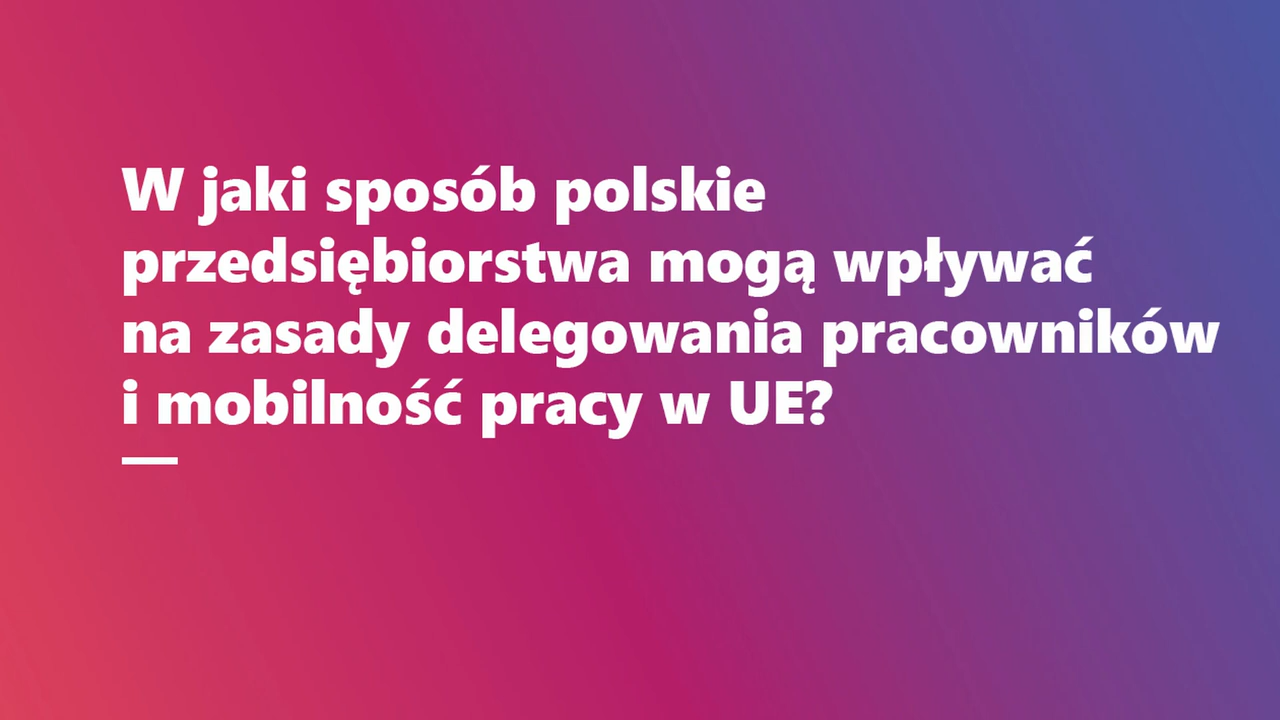 W jaki sposób polskie
przedsiębiorstwa mogą wpływać
na zasady delegowania pracowników
i mobilność pracy w UE?